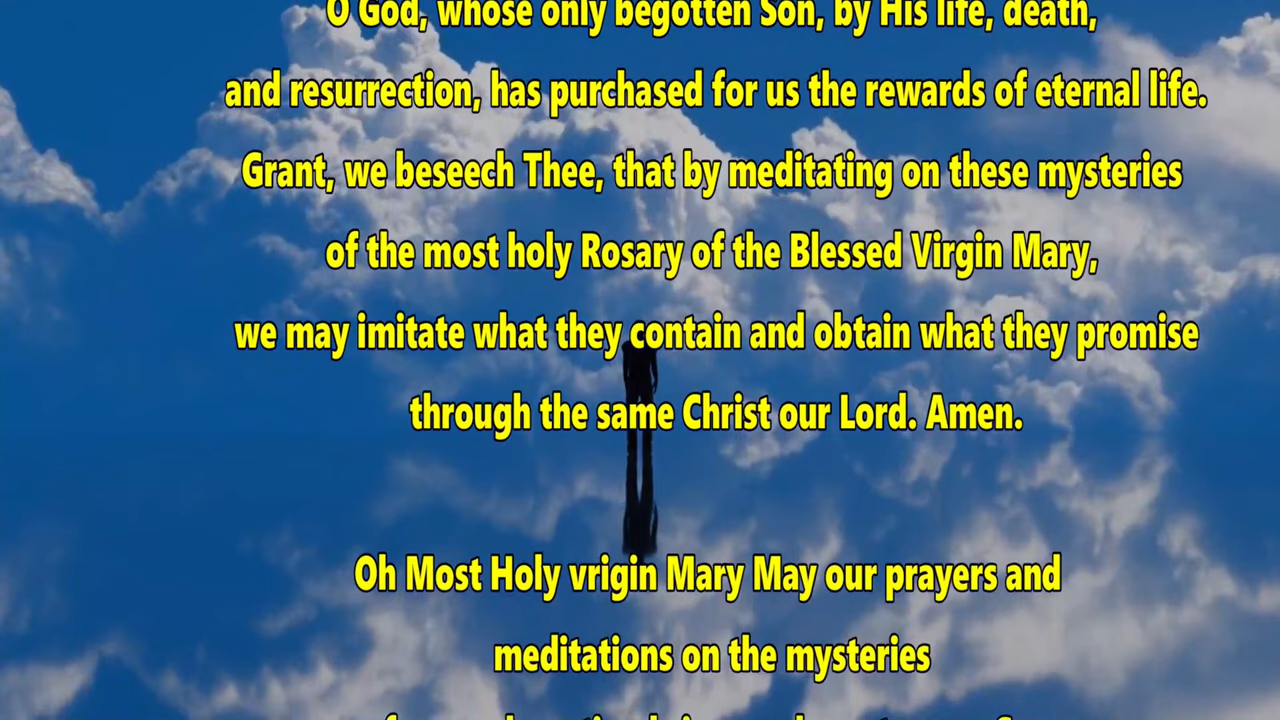 O God, whose only begotten Son, by His life, death,
and resurrection, has purchased for us the rewards of eternal life.
Grant, we beseech Thee, that by meditating on these mysteries
of the most holy Rosary of the Blessed Virgin Mary,
we may imitate what they contain and obtain what they promise
through the same Christ our Lord. Amen.
Oh Most Holy vrigin Mary May our prayers and
meditations on the mysteries